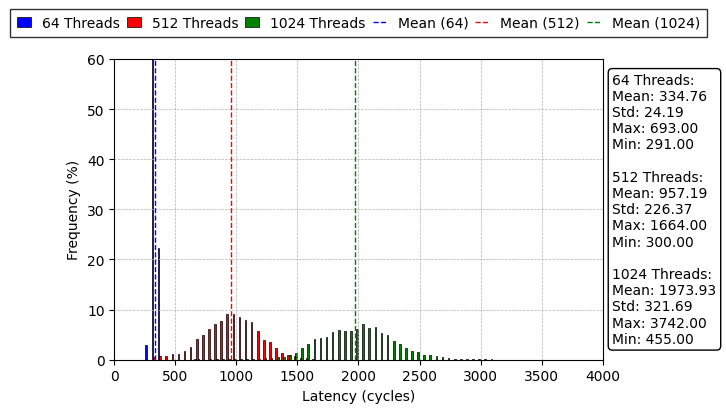 64 Threads 512 Threads 1024 Threads Mean (64) Mean (512) Mean (1024)
60
50
40
30
20
10
0
Frequency (%)
0 500 1000 1500 2000 2500 3000 3500 4000
Latency (cycles)
64 Threads:
Mean: 334.76
Std: 24.19
Max: 693.00
Min: 291.00
512 Threads:
Mean: 957.19
Std: 226.37
Max: 1664.00
Min: 300.00
1024 Threads:
Mean: 1973.93
Std: 321.69
Max: 3742.00
Min: 455.00